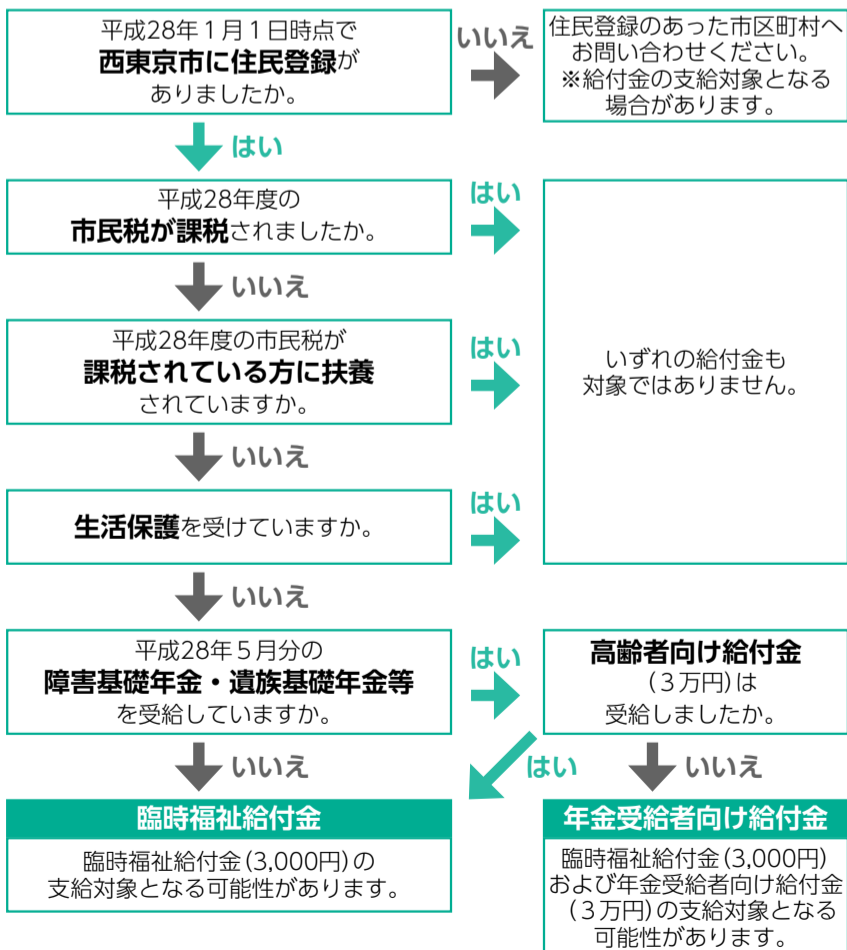 平成28年１月１日時点で
西東京市に住民登録が
ありましたか。
いいえ
住民登録のあった市区町村へ
お問い合わせください。
※給付金の支給対象となる
場合があります。
はい
平成28年度の
市民税が課税されましたか。
はい
いずれの給付金も
対象ではありません。
いいえ
平成28年度の市民税が
課税されている方に扶養
されていますか。
はい
いいえ
生活保護を受けていますか。
はい
いいえ
平成28年５月分の
障害基礎年金・遺族基礎年金等
を受給していますか。
はい
高齢者向け給付金
（３万円）は
受給しましたか。
いいえ
はい
いいえ
臨時福祉給付金
臨時福祉給付金（3,000円）の
支給対象となる可能性があります。
年金受給者向け給付金
臨時福祉給付金（3,000円）
および年金受給者向け給付金
（３万円）の支給対象となる
可能性があります。